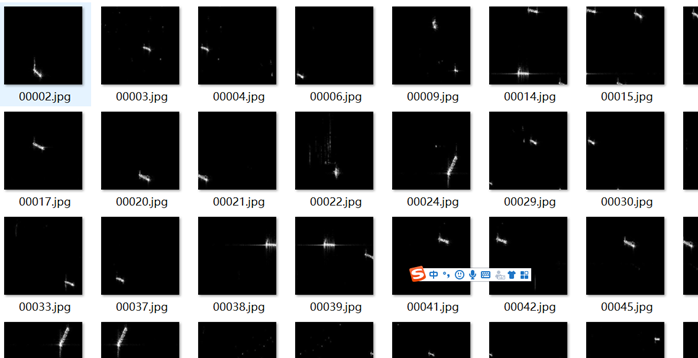 00002.jpg 00003.jpg 00004.jpg 00006.jpg 00009.jpg 00014.jpg 00015.jpg
00017.jpg 00020.jpg 00021.jpg 00022.jpg 00024.jpg 00029.jpg 00030.jpg
S 中
00033.jpg 00037.jpg 00038.jpg 00039.jpg 00041.jpg 00042.jpg 00045.jpg